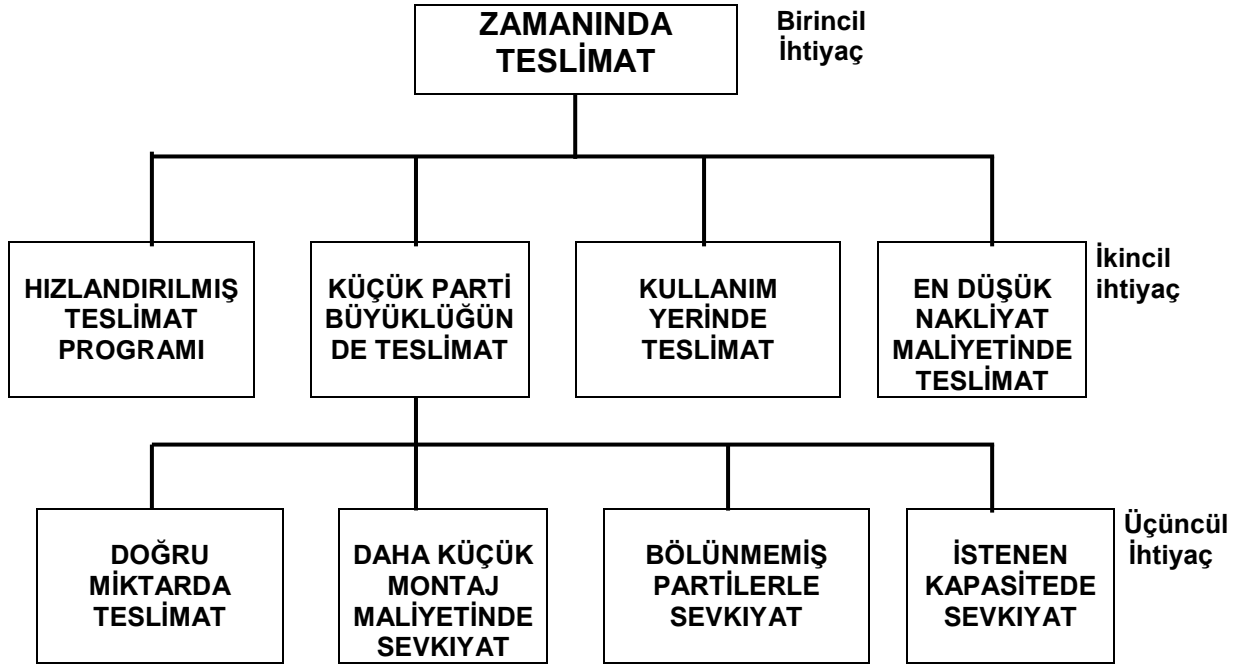 ZAMANINDA
TESLİMAT
Birincil
İhtiyaç
HIZLANDIRILMIŞ
TESLİMAT
PROGRAMI
KÜÇÜK PARTİ
BÜYÜKLÜĞÜN
DE TESLİMAT
KULLANIM
YERİNDE
TESLİMAT
EN DÜŞÜK
NAKLİYAT
MALİYETİNDE
TESLİMAT
İkincil
ihtiyaç
DOĞRU
MİKTARDA
TESLİMAT
DAHA KÜÇÜK
MONTAJ
MALİYETİNDE
SEVKIYAT
BÖLÜNMEMİŞ
PARTİLERLE
SEVKIYAT
İSTENEN
KAPASİTEDE
SEVKIYAT
Üçüncül
İhtiyaç